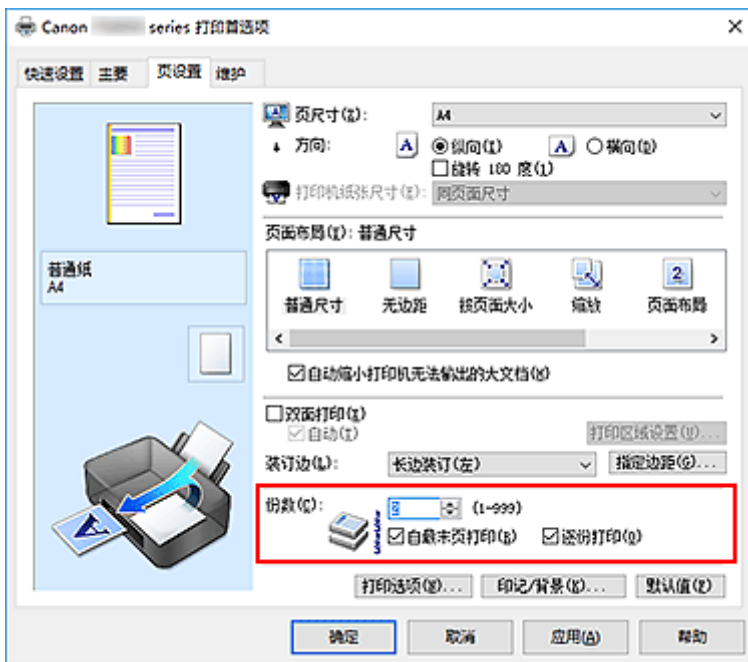 Canon series 打印首选项
快速设置 主要 页设置 维护
页尺寸(Z): A4
方向: A 纵向(I) A 横向(D)
旋转 180 度(1)
打印机纸张尺寸(E): 同页面尺寸
页面布局(Y): 普通尺寸
普通纸
A4
普通尺寸 无边距 按页面大小 缩放 页面布局
2
自动缩小打印机无法输出的大文档(W)
双面打印(X)
自动(T)
打印区域设置(U)...
装订边(L): 长边装订(左) 指定边距(G)...
份数(C): (1-999)
自最末页打印(B) 逐份打印(O)
打印选项(N)... 印记/背景(K)... 默认值(F)
确定 取消 应用(A) 帮助